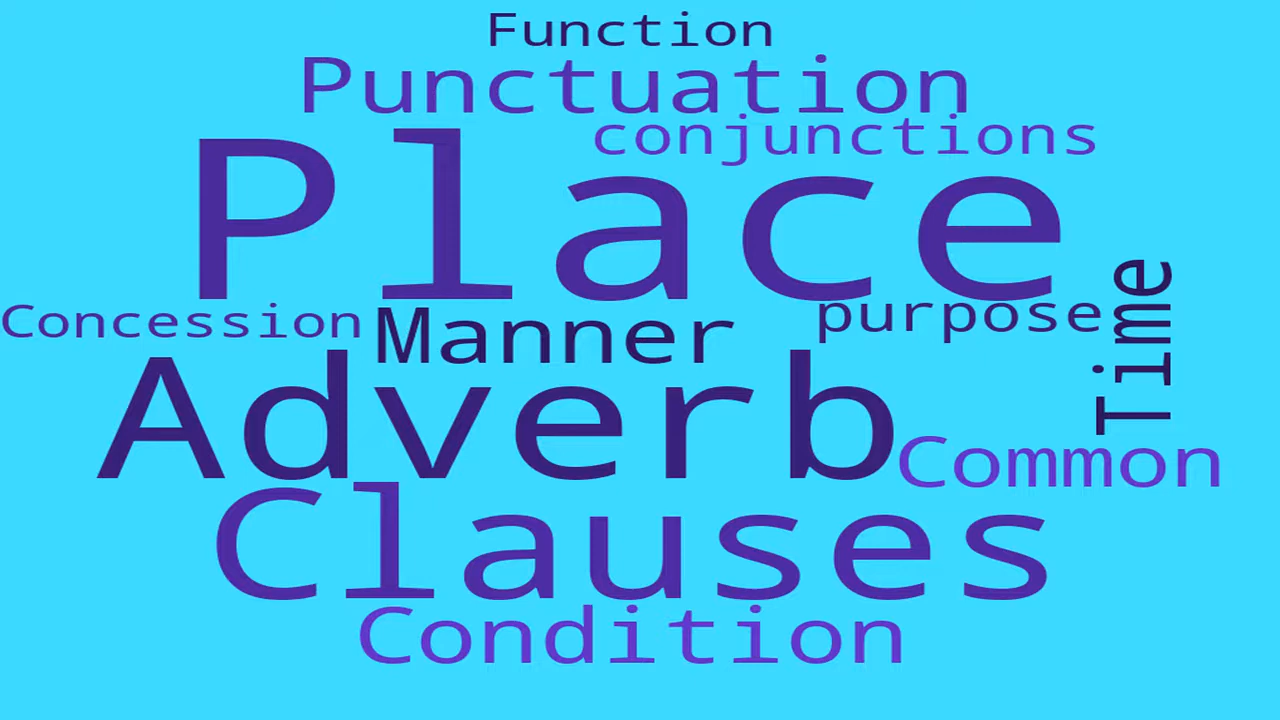 Function
Punctuation
conjunctions
Place
Time
Concession
Manner
purpose
Adverb
Common
Clauses
Condition